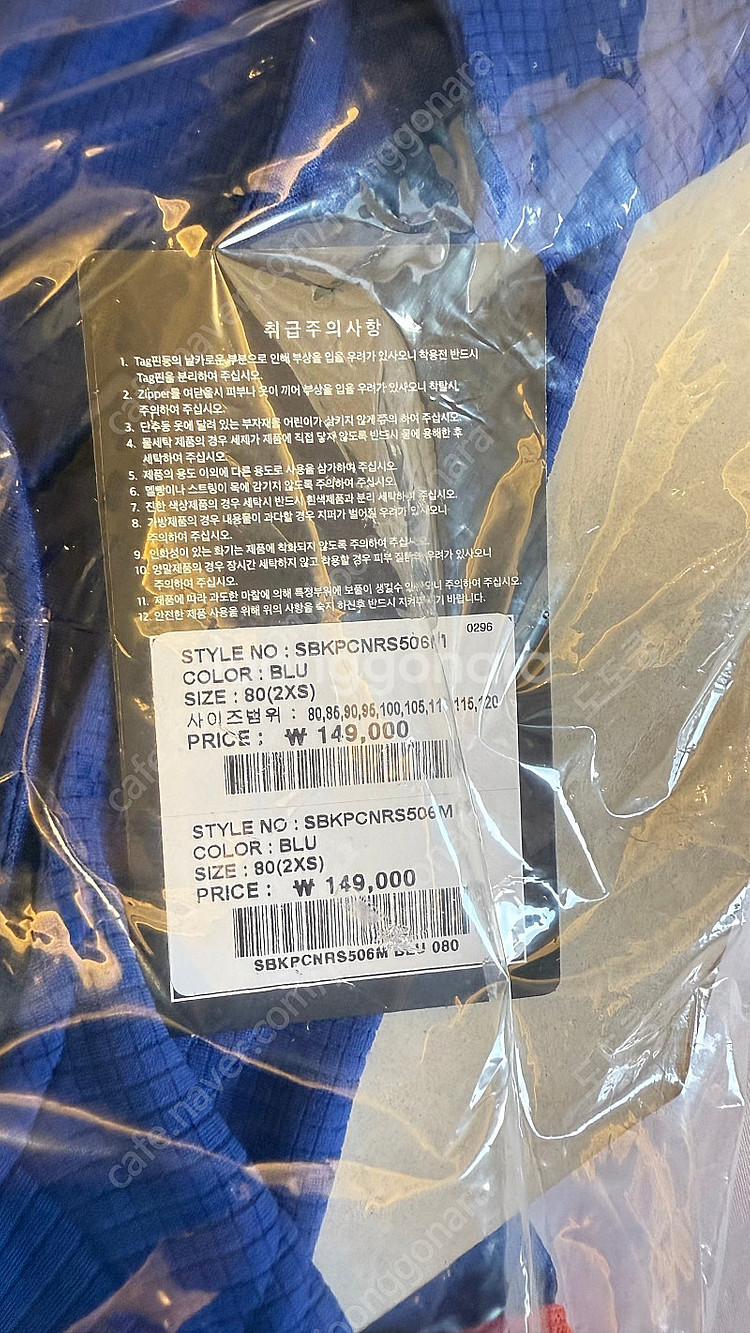 취급주의사항
1. Tag핀등의 날카로운 부분으로 인해 부상을 입을 우려가 있사오니 착용전 반드시
Tag핀을 분리하여 주십시오.
2. Zipper를 여닫을시 피부나 옷이 끼어 부상을 입을 우려가 있사오니 착탈시
주의하여 주십시오.
3. 단추등 옷에 달려 있는 부자재를 어린이가 삼키지 않게 주의 하여 주십시오.
4. 물세탁 제품의 경우 세제가 제품에 직접 닿지 않도록 반드시 물에 용해한 후
세탁하여 주십시오.
5. 제품의 용도 이외에 다른 용도로 사용을 삼가하여 주십시오.
6. 멜빵이나 스트링이 목에 감기지 않도록 주의하여 주십시오.
7. 진한 색상제품의 경우 세탁시 반드시 흰색제품과 분리 세탁하여 주십시오.
8. 가방제품의 경우 내용물이 과다할 경우 지퍼가 벌어질 우려가 있사오니
주의하여 주십시오.
9. 인화성이 있는 화기는 제품에 착화되지 않도록 주의하여 주십시오.
10. 양말제품의 경우 장시간 세탁하지 않고 착용할 경우 피부 질환의 우려가 있사오니
주의하여 주십시오.
11. 제품에 따라 과도한 마찰에 의해 특정부위에 보풀이 생길수 있사오니 주의하여 주십시오.
12. 안전한 제품 사용을 위해 위의 사항을 숙지 하신후 반드시 지켜주시기 바랍니다.
0296
STYLE NO : SBKPCNRS506M
COLOR : BLU
SIZE : 80(2XS)
사이즈범위 : 80,85,90,95,100,105,110,115,120
PRICE : ₩ 149,000
STYLE NO : SBKPCNRS506M
COLOR : BLU
SIZE : 80(2XS)
PRICE : ₩ 149,000
SBKPCNRS506M BLU 080